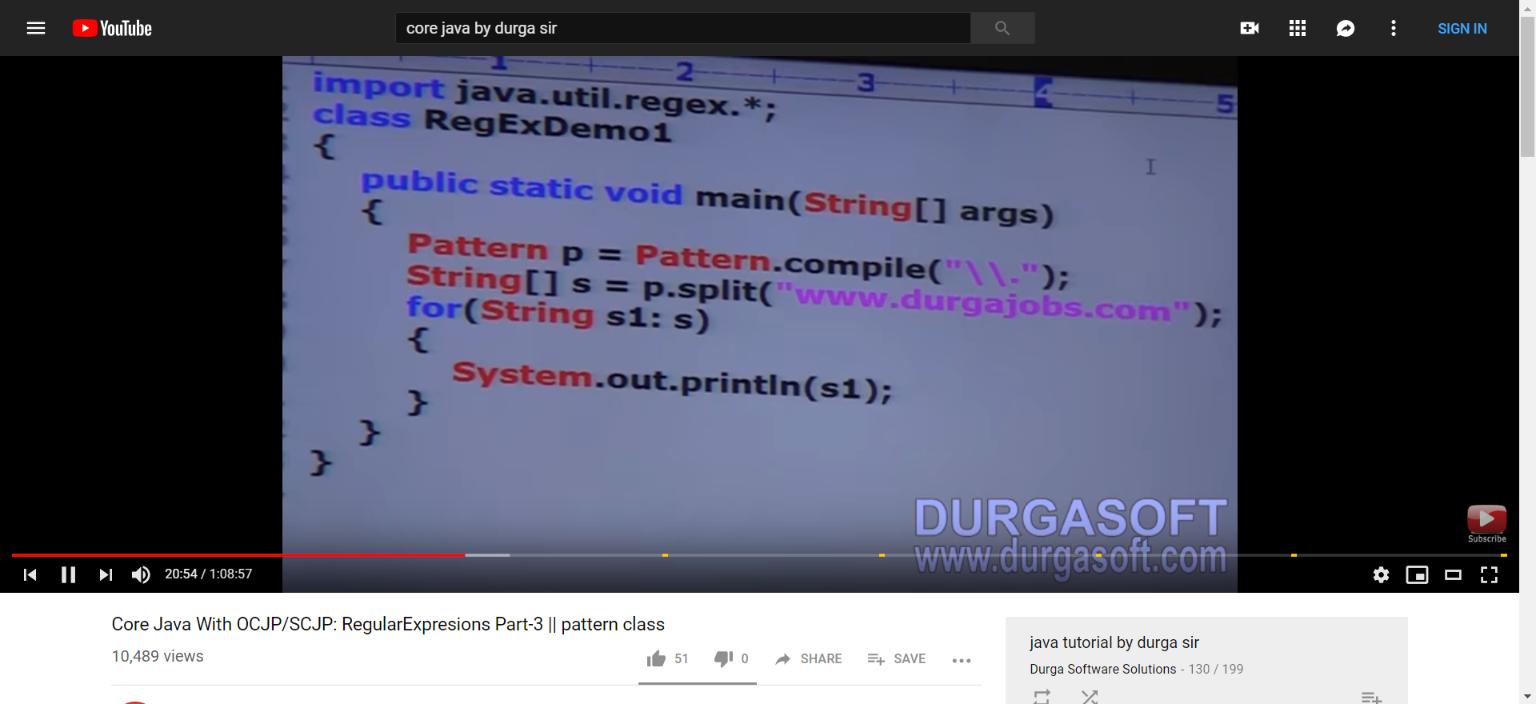 YouTube
core java by durga sir
SIGN IN
1 2 3 4 5
import java.util.regex.*;
class RegExDemo1
{
public static void main(String[] args)
{
Pattern p = Pattern.compile("\\.");
String[] s = p.split("www.durgajobs.com");
for(String s1: s)
{
System.out.println(s1);
}
}
}
DURGASOFT
www.durgasoft.com
Subscribe
20:54 / 1:08:57
Core Java With OCJP/SCJP: RegularExpresions Part-3 || pattern class
10,489 views
51
0
SHARE
SAVE
java tutorial by durga sir
Durga Software Solutions - 130 / 199